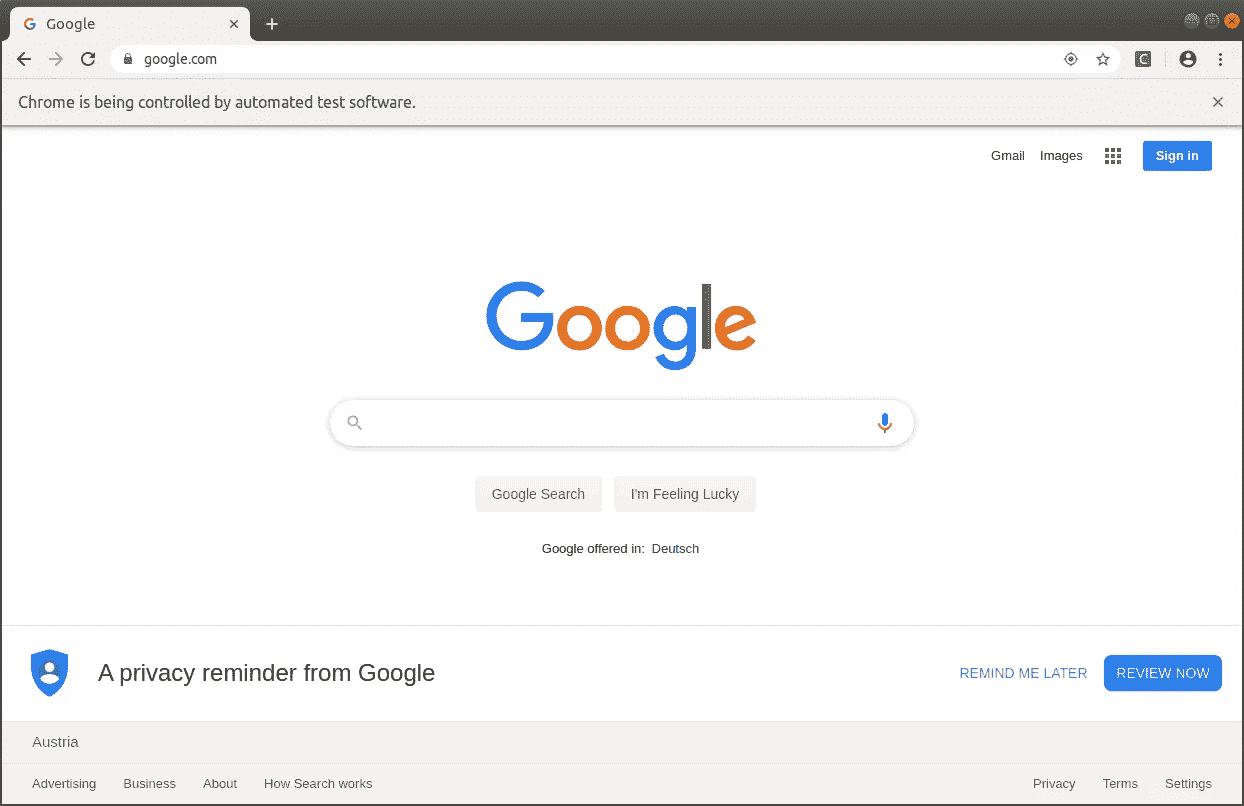 Google
google.com
Chrome is being controlled by automated test software.
Gmail Images Sign in
Google
Google Search I'm Feeling Lucky
Google offered in: Deutsch
A privacy reminder from Google REMIND ME LATER REVIEW NOW
Austria
Advertising Business About How Search works Privacy Terms Settings